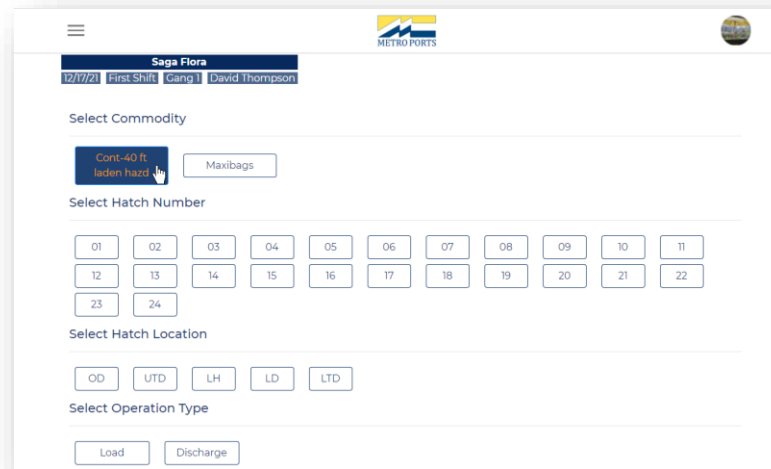 METRO PORTS
Saga Flora
12/17/21 First Shift Gang 1 David Thompson
Select Commodity
Cont-40 ft
laden hazd
Maxibags
Select Hatch Number
01 02 03 04 05 06 07 08 09 10 11
12 13 14 15 16 17 18 19 20 21 22
23 24
Select Hatch Location
OD UTD LH LD LTD
Select Operation Type
Load Discharge